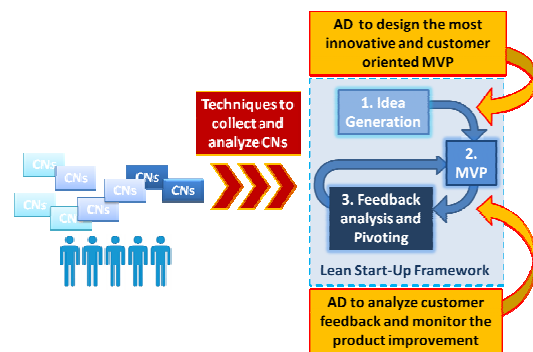 AD to design the most
innovative and customer
oriented MVP
Techniques to
collect and
analyze CNs
1. Idea
Generation
2.
MVP
3. Feedback
analysis and
Pivoting
Lean Start-Up Framework
CNs
CNs
CNs
CNs
CNs
CNs
CNs
CNs
AD to analyze customer
feedback and monitor the
product improvement